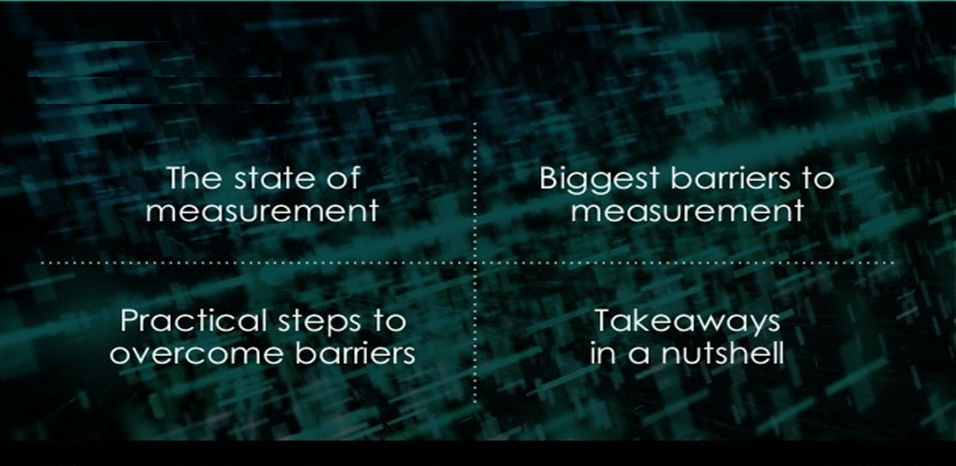 The state of
measurement
Biggest barriers to
measurement
Practical steps to
overcome barriers
Takeaways
in a nutshell